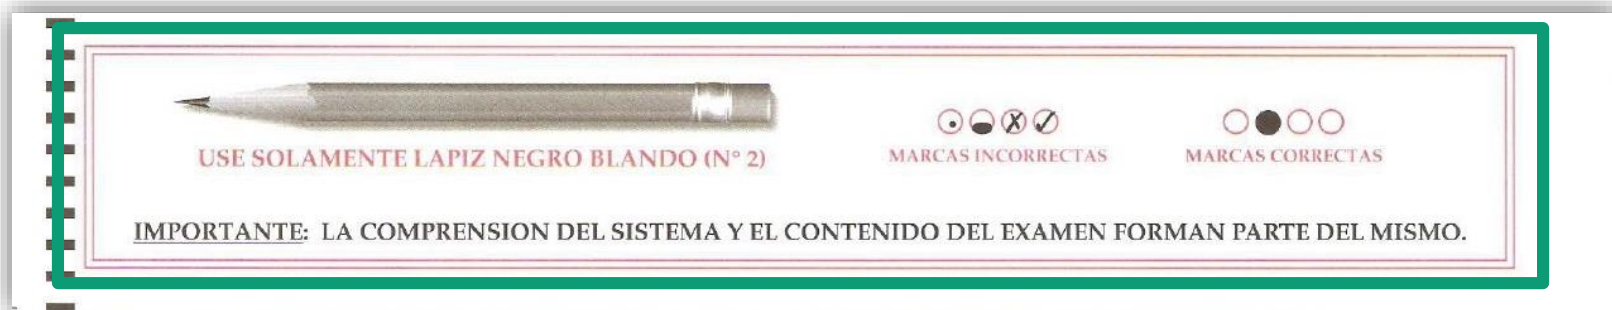 USE SOLAMENTE LAPIZ NEGRO BLANDO (N° 2)
MARCAS INCORRECTAS
MARCAS CORRECTAS
IMPORTANTE: LA COMPRENSION DEL SISTEMA Y EL CONTENIDO DEL EXAMEN FORMAN PARTE DEL MISMO.